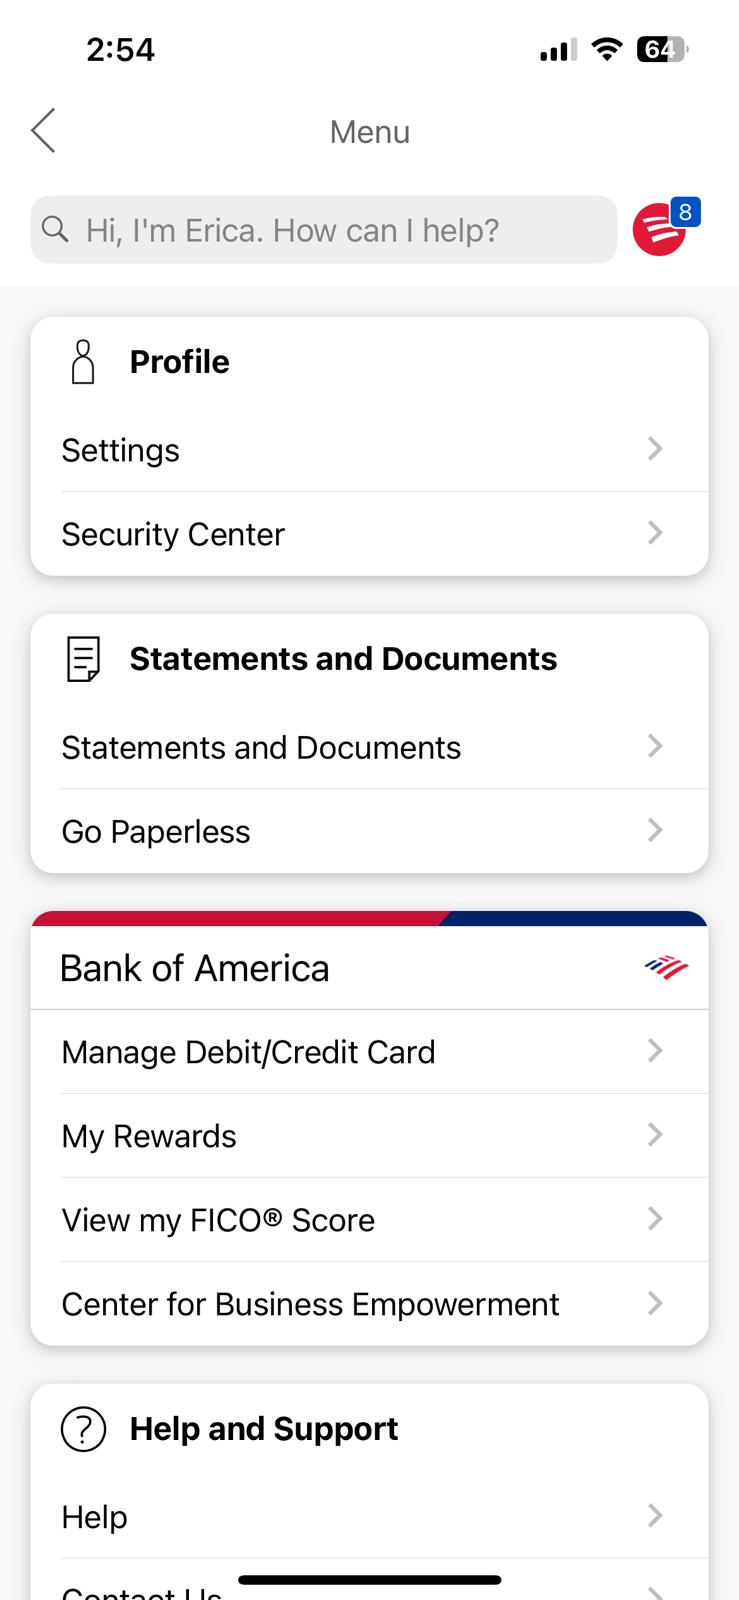 2:54
64
Menu
Hi, I'm Erica. How can I help?
8
Profile
Settings
Security Center
Statements and Documents
Statements and Documents
Go Paperless
Bank of America
Manage Debit/Credit Card
My Rewards
View my FICO® Score
Center for Business Empowerment
Help and Support
?
Help
Contact Us